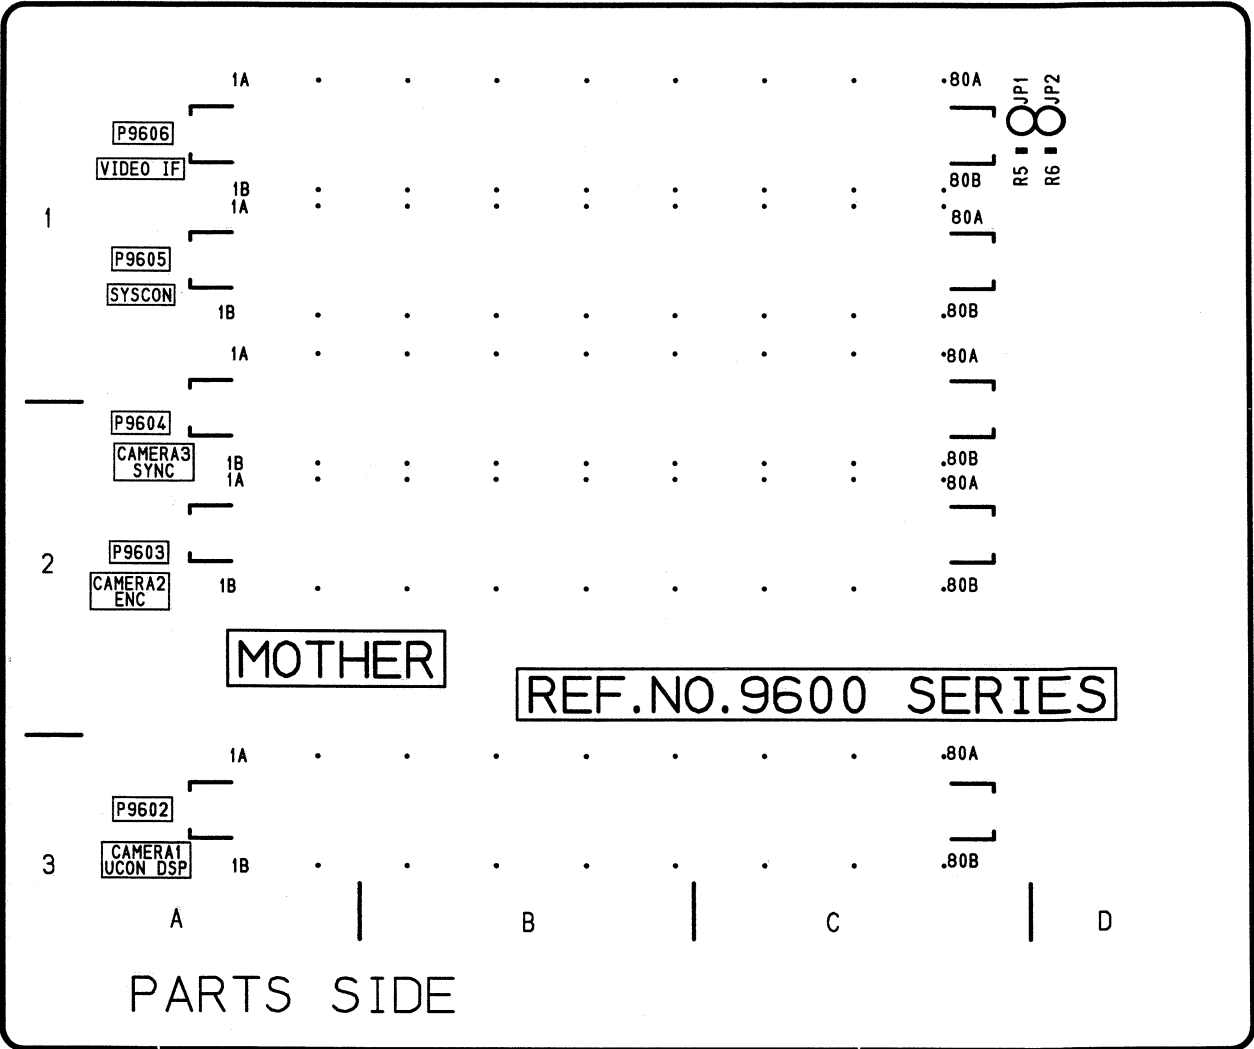 1A 80A JP1 JP2
P9606
VIDEO IF
1B 80B R5 R6
1A 80A
1
P9605
SYSCON
1B 80B
1A 80A
P9604
CAMERA3
SYNC
1B 80B
1A 80A
P9603
2
CAMERA2
ENC
1B 80B
MOTHER
REF.NO.9600 SERIES
1A 80A
P9602
CAMERA1
UCON DSP
3
1B 80B
A B C D
PARTS SIDE